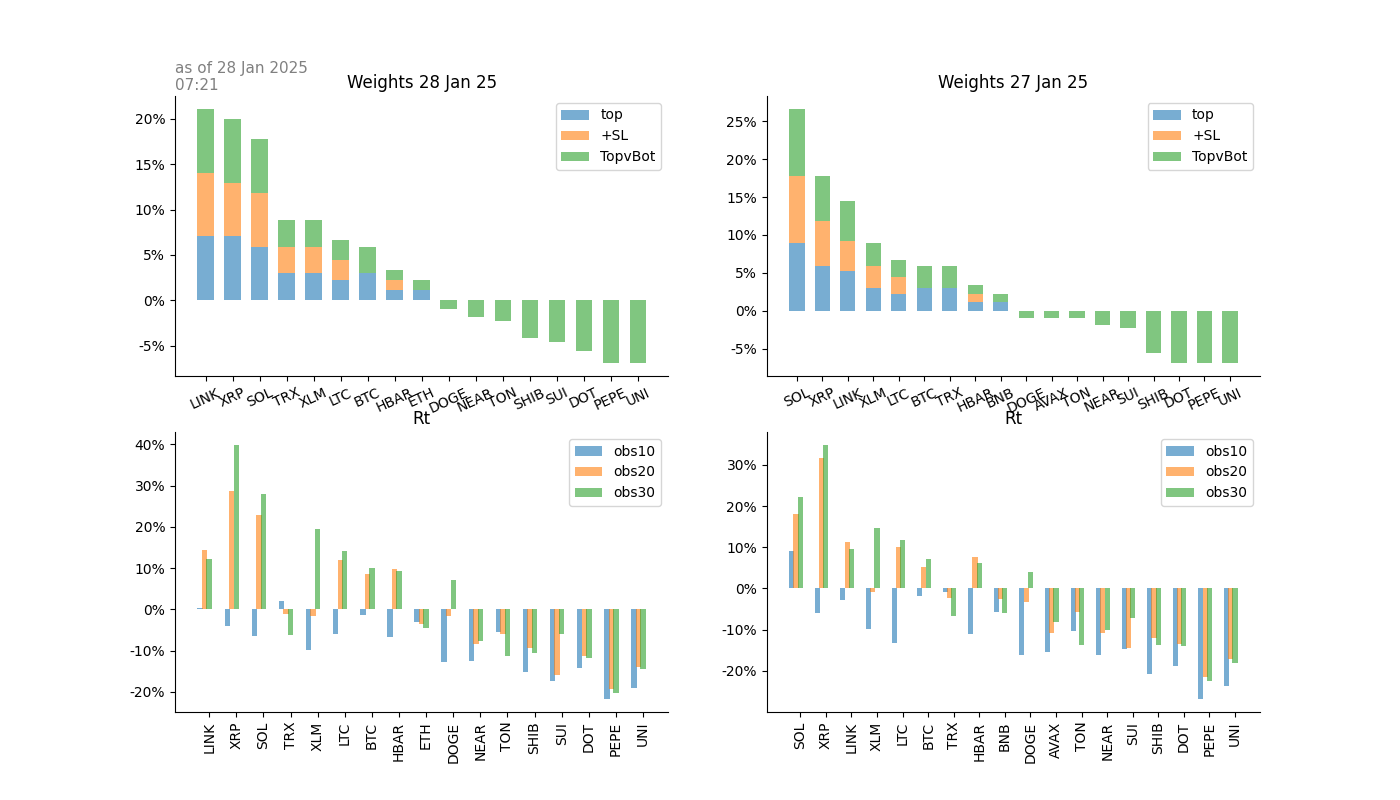 as of 28 Jan 2025
07:21
Weights 28 Jan 25
20%
15%
10%
5%
0%
-5%
top
+SL
TopvBot
LINK XRP SOL TRX XLM LTC BTC HBAR ETH DOGE NEAR TON SHIB SUI DOT PEPE UNI
Weights 27 Jan 25
25%
20%
15%
10%
5%
0%
-5%
top
+SL
TopvBot
SOL XRP LINK XLM LTC BTC TRX HBAR BNB DOGE AVAX TON NEAR SUI SHIB DOT PEPE UNI
Rt
40%
30%
20%
10%
0%
-10%
-20%
obs10
obs20
obs30
LINK XRP SOL TRX XLM LTC BTC HBAR ETH DOGE NEAR TON SHIB SUI DOT PEPE UNI
Rt
30%
20%
10%
0%
-10%
-20%
obs10
obs20
obs30
SOL XRP LINK XLM LTC BTC TRX HBAR BNB DOGE AVAX TON NEAR SUI SHIB DOT PEPE UNI